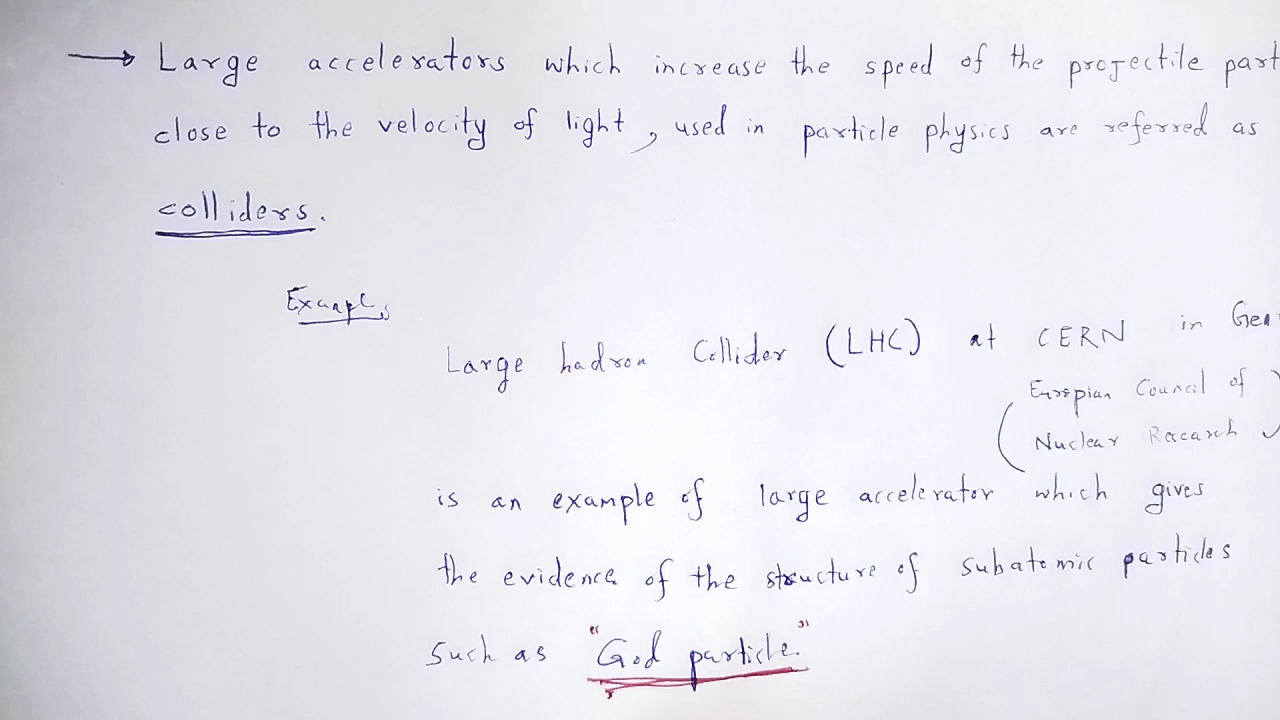 → Large accelerators which increase the speed of the projectile part
close to the velocity of light, used in particle physics are referred as
colliders.
Example
Large hadron Collider (LHC) at CERN in Gen
(Europian Council of)
Nuclear Research
is an example of large accelerator which gives
the evidence of the structure of subatomic particles
such as "God particle."